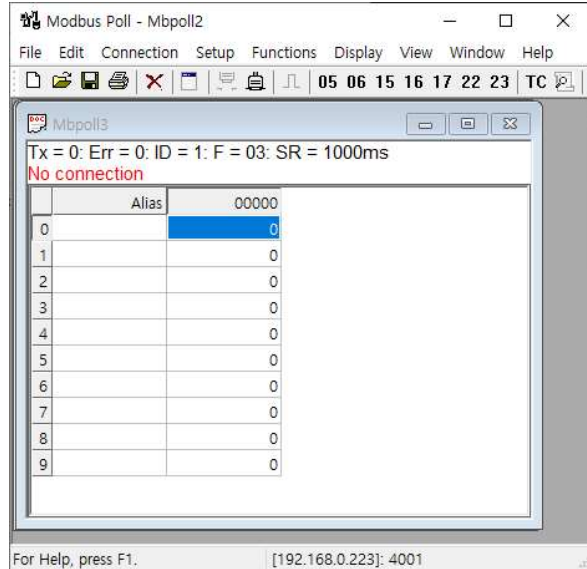 Modbus Poll - Mbpoll2
File Edit Connection Setup Functions Display View Window Help
05 06 15 16 17 22 23 TC
DOC Mbpoll3
Tx = 0: Err = 0: ID = 1: F = 03: SR = 1000ms
No connection
Alias 00000
0 0
1 0
2 0
3 0
4 0
5 0
6 0
7 0
8 0
9 0
For Help, press F1. [192.168.0.223]: 4001